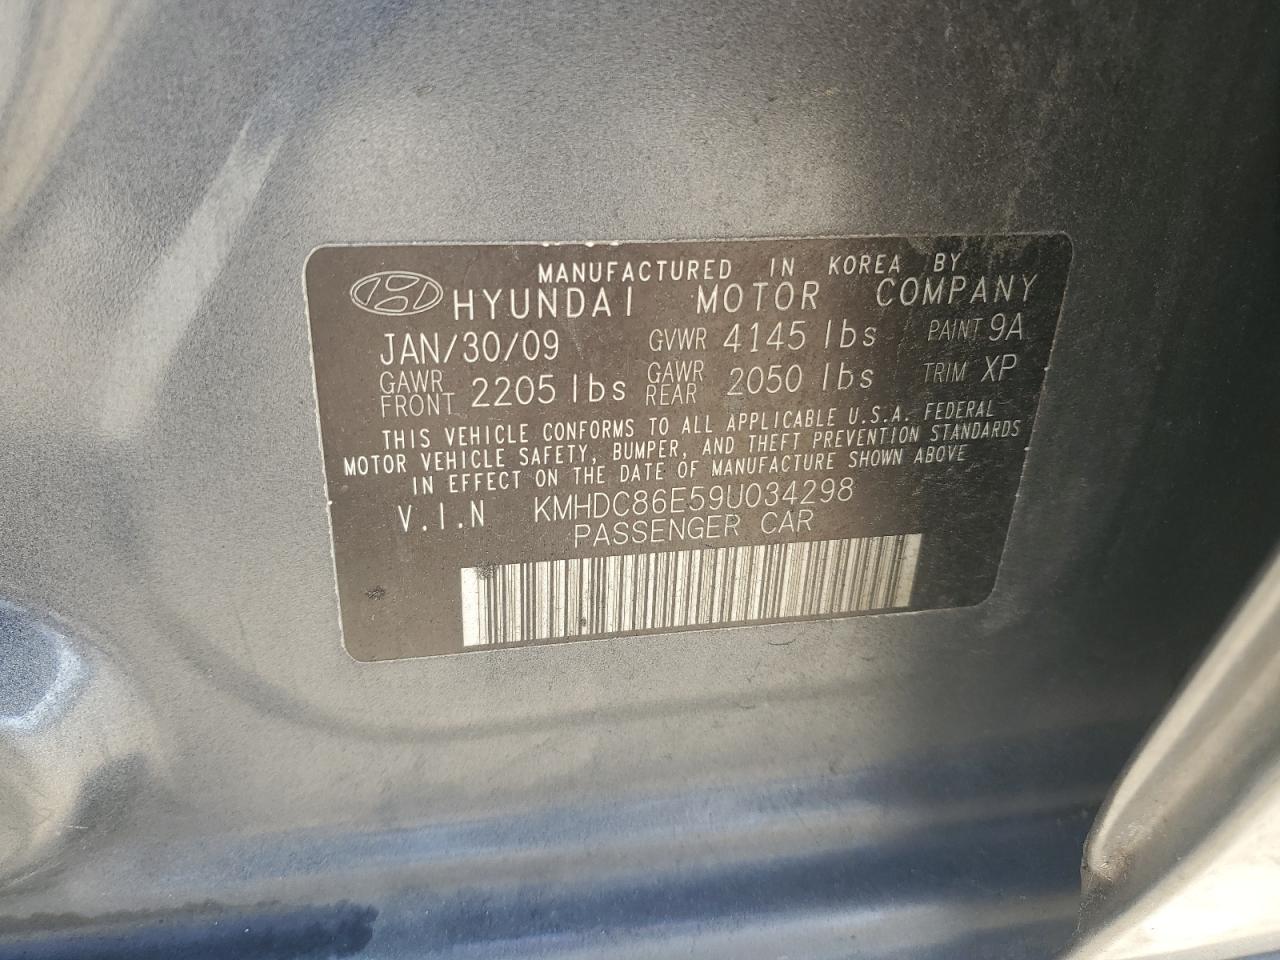 MANUFACTURED IN KOREA BY
HYUNDAI MOTOR COMPANY
JAN/30/09 GVWR 4145 lbs PAINT 9A
GAWR FRONT 2205 lbs GAWR REAR 2050 lbs TRIM XP
THIS VEHICLE CONFORMS TO ALL APPLICABLE U.S.A. FEDERAL
MOTOR VEHICLE SAFETY, BUMPER, AND THEFT PREVENTION STANDARDS
IN EFFECT ON THE DATE OF MANUFACTURE SHOWN ABOVE
V.I.N KMHDC86E59U034298
PASSENGER CAR